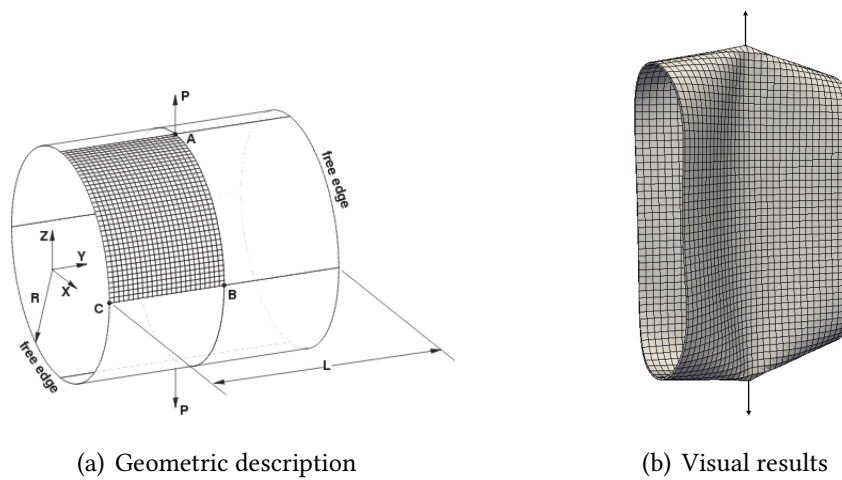 P
A
free edge
Z
Y
X
R
C
B
free edge
L
P
(a) Geometric description
(b) Visual results